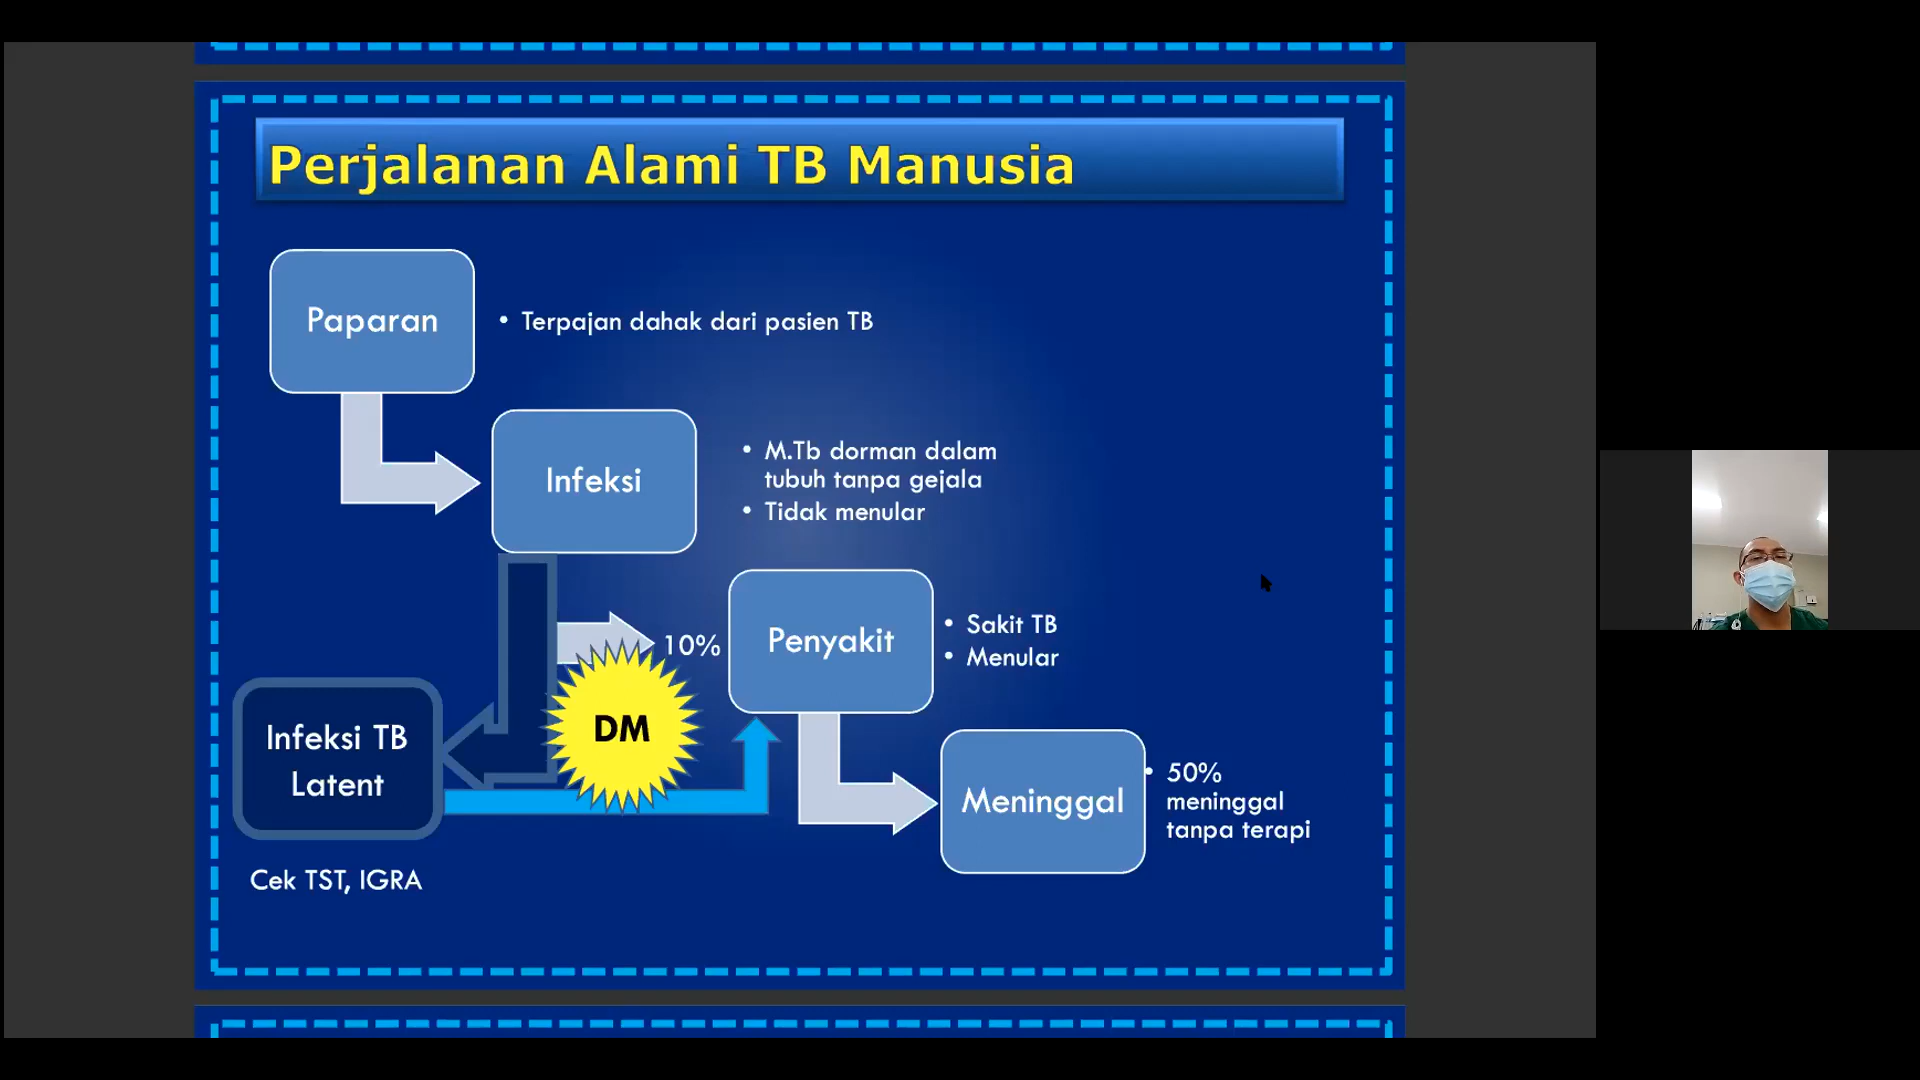 Perjalanan Alami TB Manusia
Paparan
• Terpajan dahak dari pasien TB
Infeksi
• M.Tb dorman dalam
tubuh tanpa gejala
• Tidak menular
10%
Penyakit
• Sakit TB
• Menular
DM
Infeksi TB
Latent
Meninggal
• 50%
meninggal
tanpa terapi
Cek TST, IGRA